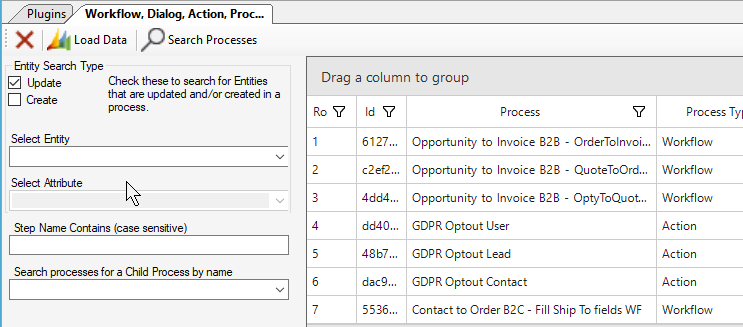 Plugins
Workflow, Dialog, Action, Proc...
Load Data
Search Processes
Entity Search Type
Update
Create
Check these to search for Entities
that are updated and/or created in a
process.
Select Entity
Select Attribute
Step Name Contains (case sensitive)
Search processes for a Child Process by name
Drag a column to group
Ro Id Process Process Typ
1 6127... Opportunity to Invoice B2B - OrderToInvoi... Workflow
2 c2ef2... Opportunity to Invoice B2B - QuoteToOrd... Workflow
3 4dd4... Opportunity to Invoice B2B - OptyToQuot... Workflow
4 dd40... GDPR Optout User Action
5 48b7... GDPR Optout Lead Action
6 dac9... GDPR Optout Contact Action
7 5536... Contact to Order B2C - Fill Ship To fields WF Workflow